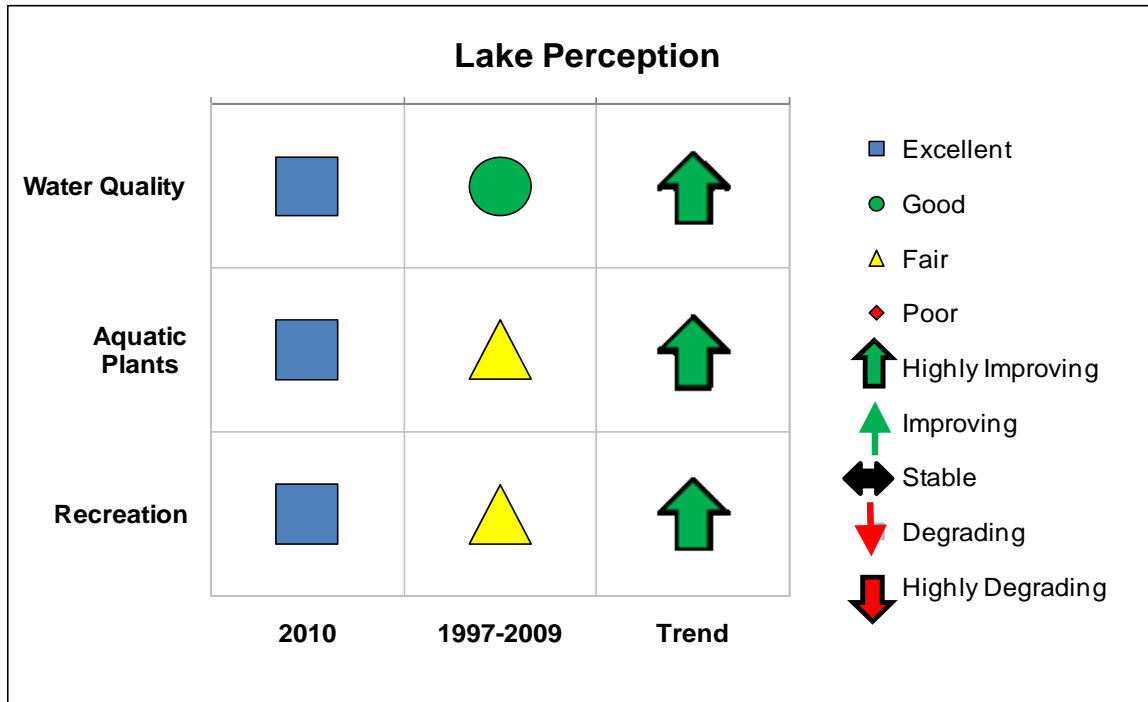 Lake Perception
Water Quality
Aquatic
Plants
Recreation
2010
1997-2009
Trend
Excellent
Good
Fair
Poor
Highly Improving
Improving
Stable
Degrading
Highly Degrading